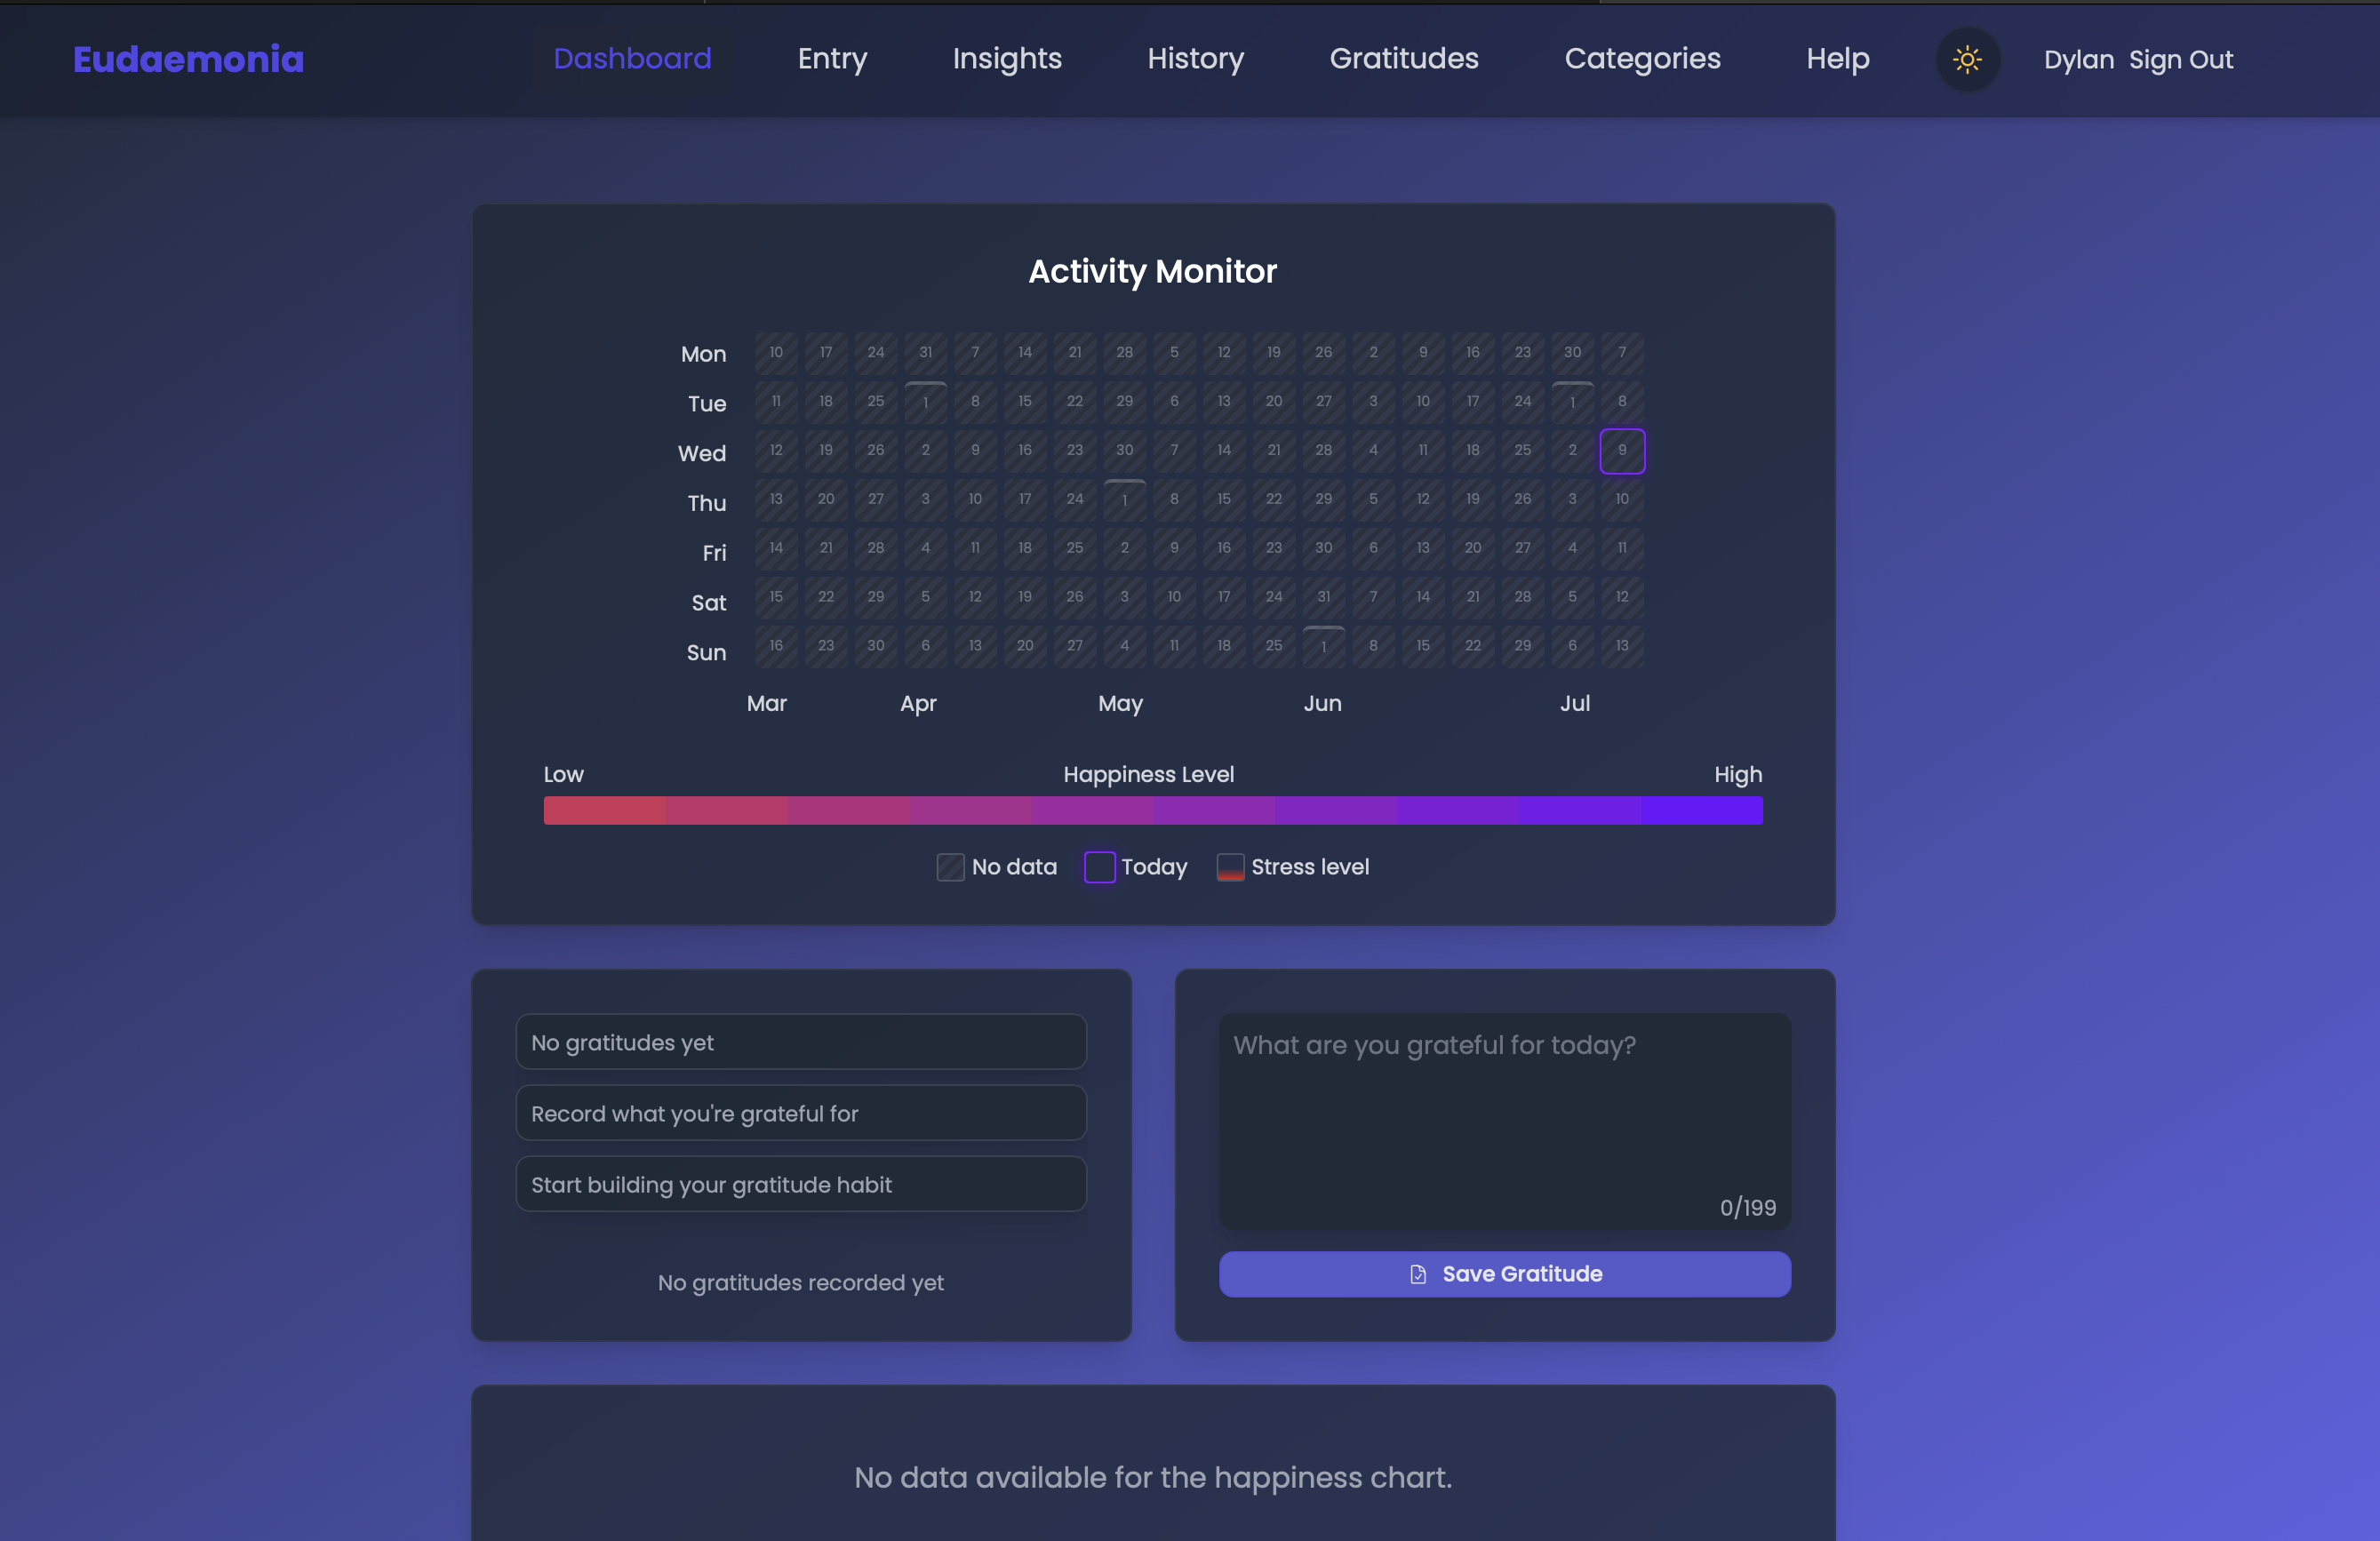 Eudaemonia Dashboard Entry Insights History Gratitudes Categories Help Dylan Sign Out
Activity Monitor
Mon 10 17 24 31 7 14 21 28 5 12 19 26 2 9 16 23 30 7
Tue 11 18 25 1 8 15 22 29 6 13 20 27 3 10 17 24 1 8
Wed 12 19 26 2 9 16 23 30 7 14 21 28 4 11 18 25 2 9
Thu 13 20 27 3 10 17 24 1 8 15 22 29 5 12 19 26 3 10
Fri 14 21 28 4 11 18 25 2 9 16 23 30 6 13 20 27 4 11
Sat 15 22 29 5 12 19 26 3 10 17 24 31 7 14 21 28 5 12
Sun 16 23 30 6 13 20 27 4 11 18 25 1 8 15 22 29 6 13
Mar Apr May Jun Jul
Low Happiness Level High
No data Today Stress level
No gratitudes yet
Record what you're grateful for
Start building your gratitude habit
No gratitudes recorded yet
What are you grateful for today?
0/199
Save Gratitude
No data available for the happiness chart.